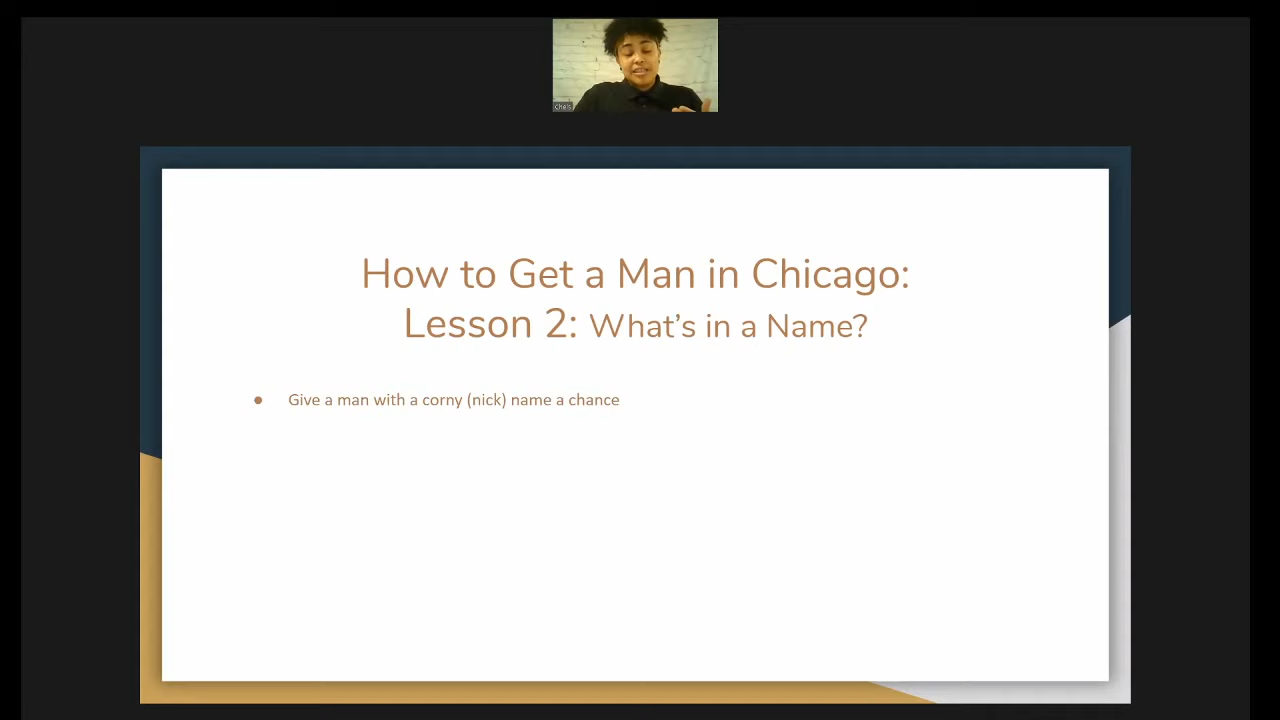 How to Get a Man in Chicago:
Lesson 2: What's in a Name?
● Give a man with a corny (nick) name a chance